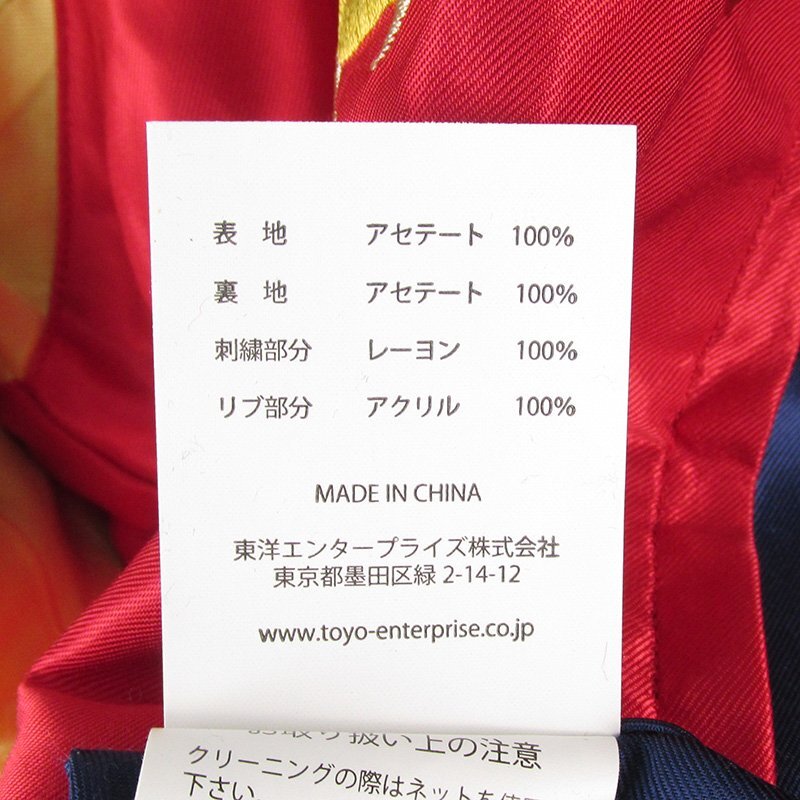 表 地 アセテート 100%
裏 地 アセテート 100%
刺繍部分 レーヨン 100%
リブ部分 アクリル 100%
MADE IN CHINA
東洋エンタープライズ株式会社
東京都墨田区緑 2-14-12
www.toyo-enterprise.co.jp
お取り扱い上の注意
クリーニングの際はネットを使用
下さい。